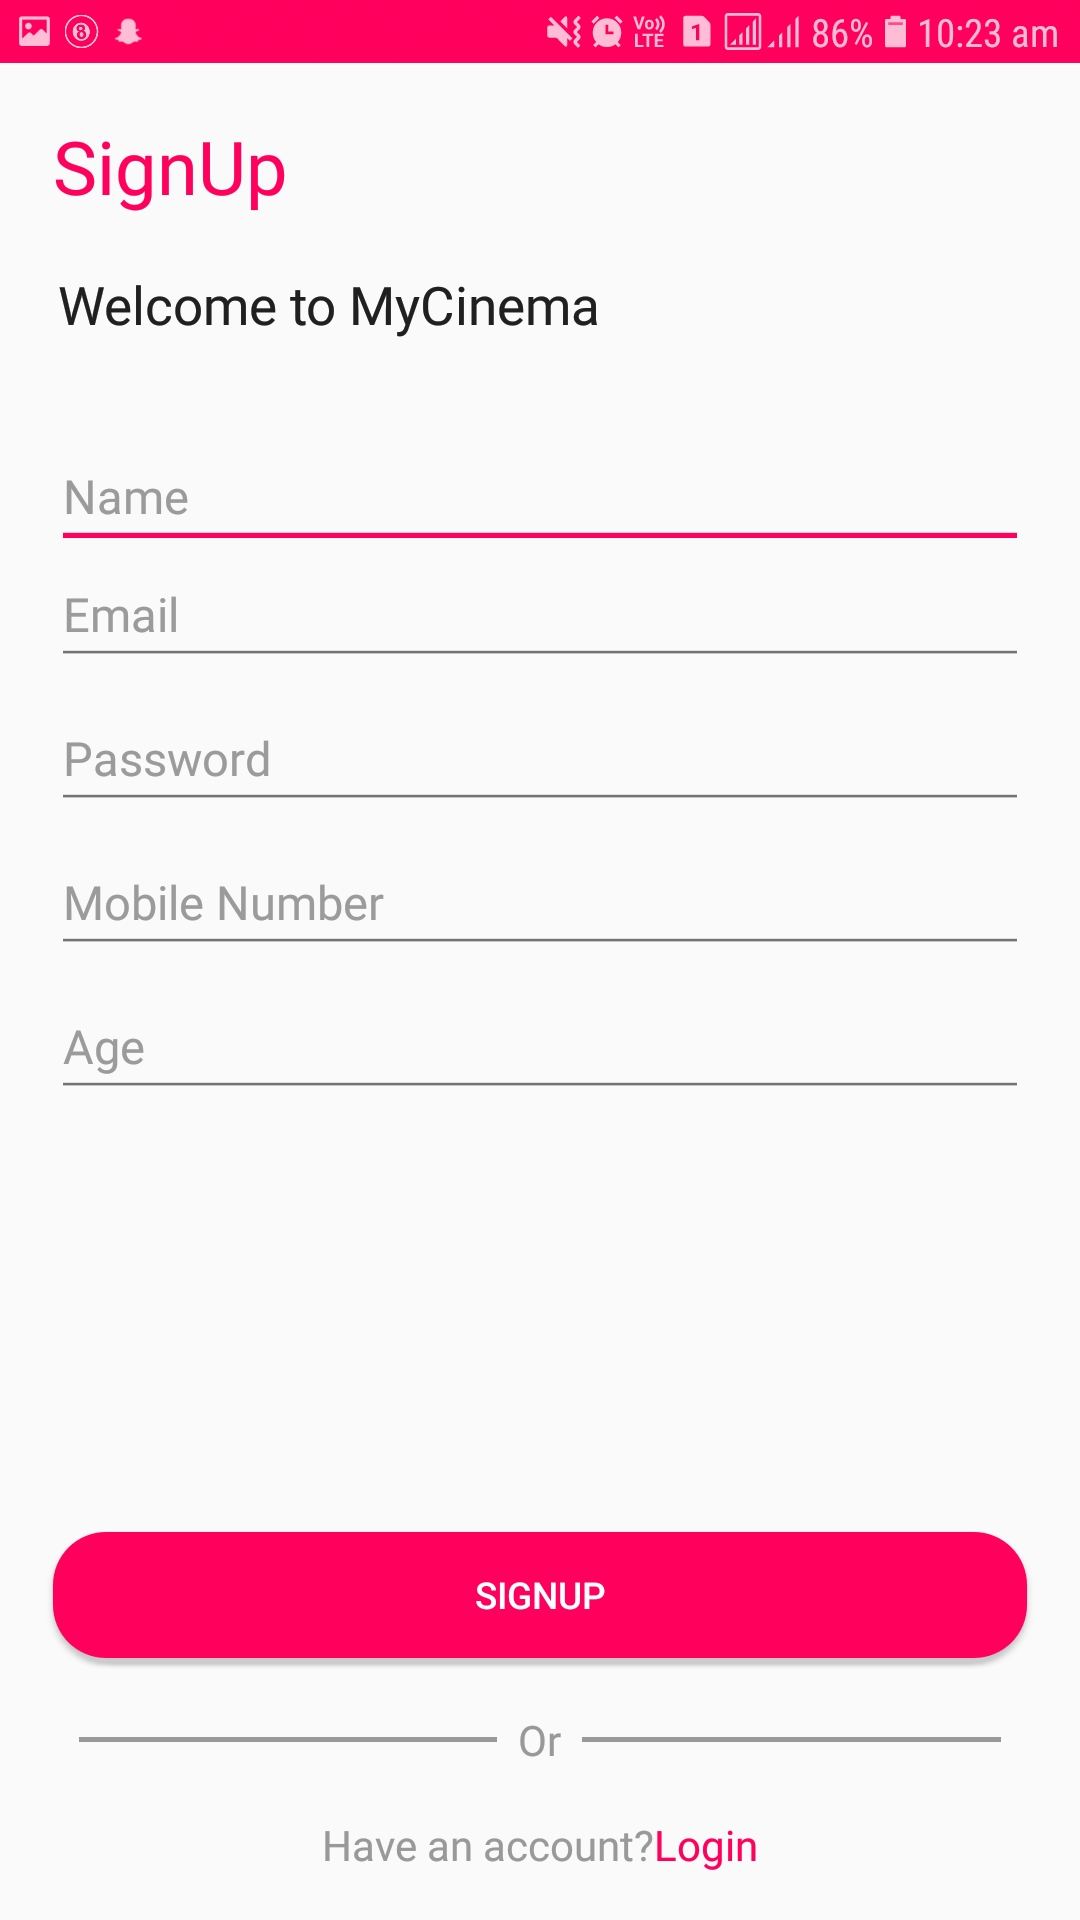 Vo)) LTE 1 86% 10:23 am
SignUp
Welcome to MyCinema
Name
Email
Password
Mobile Number
Age
SIGNUP
Or
Have an account?Login